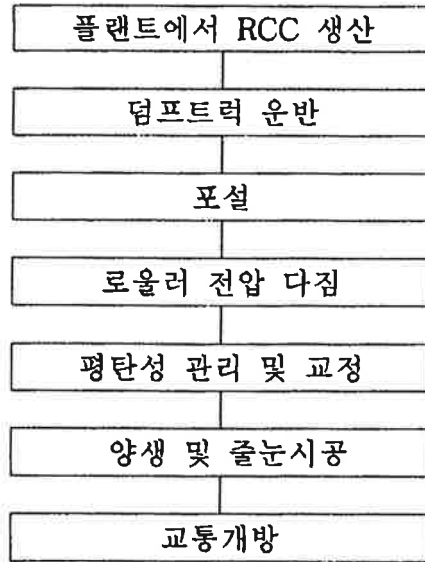 플랜트에서 RCC 생산
덤프트럭 운반
포설
로울러 전압 다짐
평탄성 관리 및 교정
양생 및 줄눈시공
교통개방